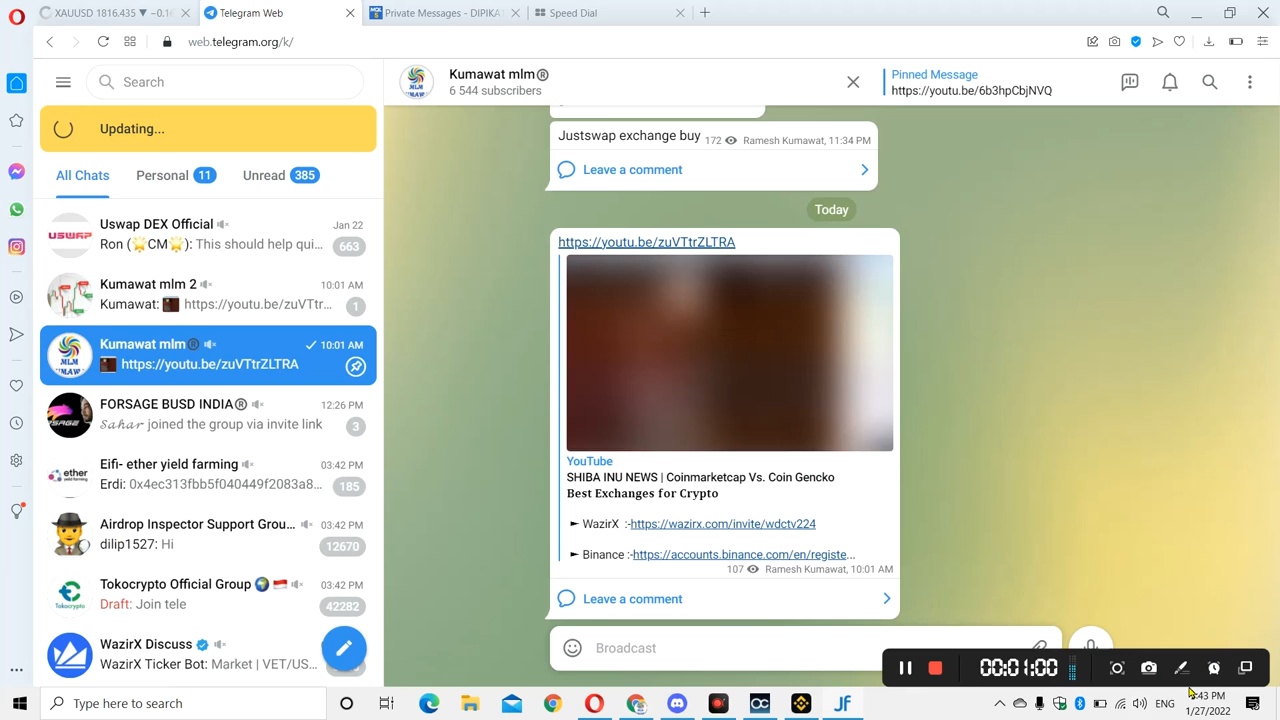 XAUUSD 1816.435 ▼ −0.1
Telegram Web
Private Messages - DIPIKA
Speed Dial
web.telegram.org/k/
Search
Updating...
All Chats
Personal 11
Unread 385
Uswap DEX Official
Jan 22
USWAP
Ron (🌟CM🌟): This should help qui...
663
Kumawat mlm 2
10:01 AM
Kumawat: https://youtu.be/zuVTtr...
1
Kumawat mlm®
10:01 AM
https://youtu.be/zuVTtrZLTRA
FORSAGE BUSD INDIA®
12:26 PM
𝓢𝓪𝓱𝓪𝓻 joined the group via invite link
3
Eifi- ether yield farming
03:42 PM
Erdi: 0x4ec313fbb5f040449f2083a8...
185
Airdrop Inspector Support Grou...
03:42 PM
dilip1527: Hi
12670
Tokocrypto Official Group
03:42 PM
Draft: Join tele
42282
WazirX Discuss
WazirX Ticker Bot: Market | VET/US...
Kumawat mlm®
6 544 subscribers
Pinned Message
https://youtu.be/6b3hpCbjNVQ
Justswap exchange buy
172 Ramesh Kumawat, 11:34 PM
Leave a comment
Today
https://youtu.be/zuVTtrZLTRA
YouTube
SHIBA INU NEWS | Coinmarketcap Vs. Coin Gencko
Best Exchanges for Crypto
► WazirX :-https://wazirx.com/invite/wdctv224
► Binance :-https://accounts.binance.com/en/registe...
107 Ramesh Kumawat, 10:01 AM
Leave a comment
Broadcast
00:01:00
Type here to search
ENG
:43 PM
1/27/2022